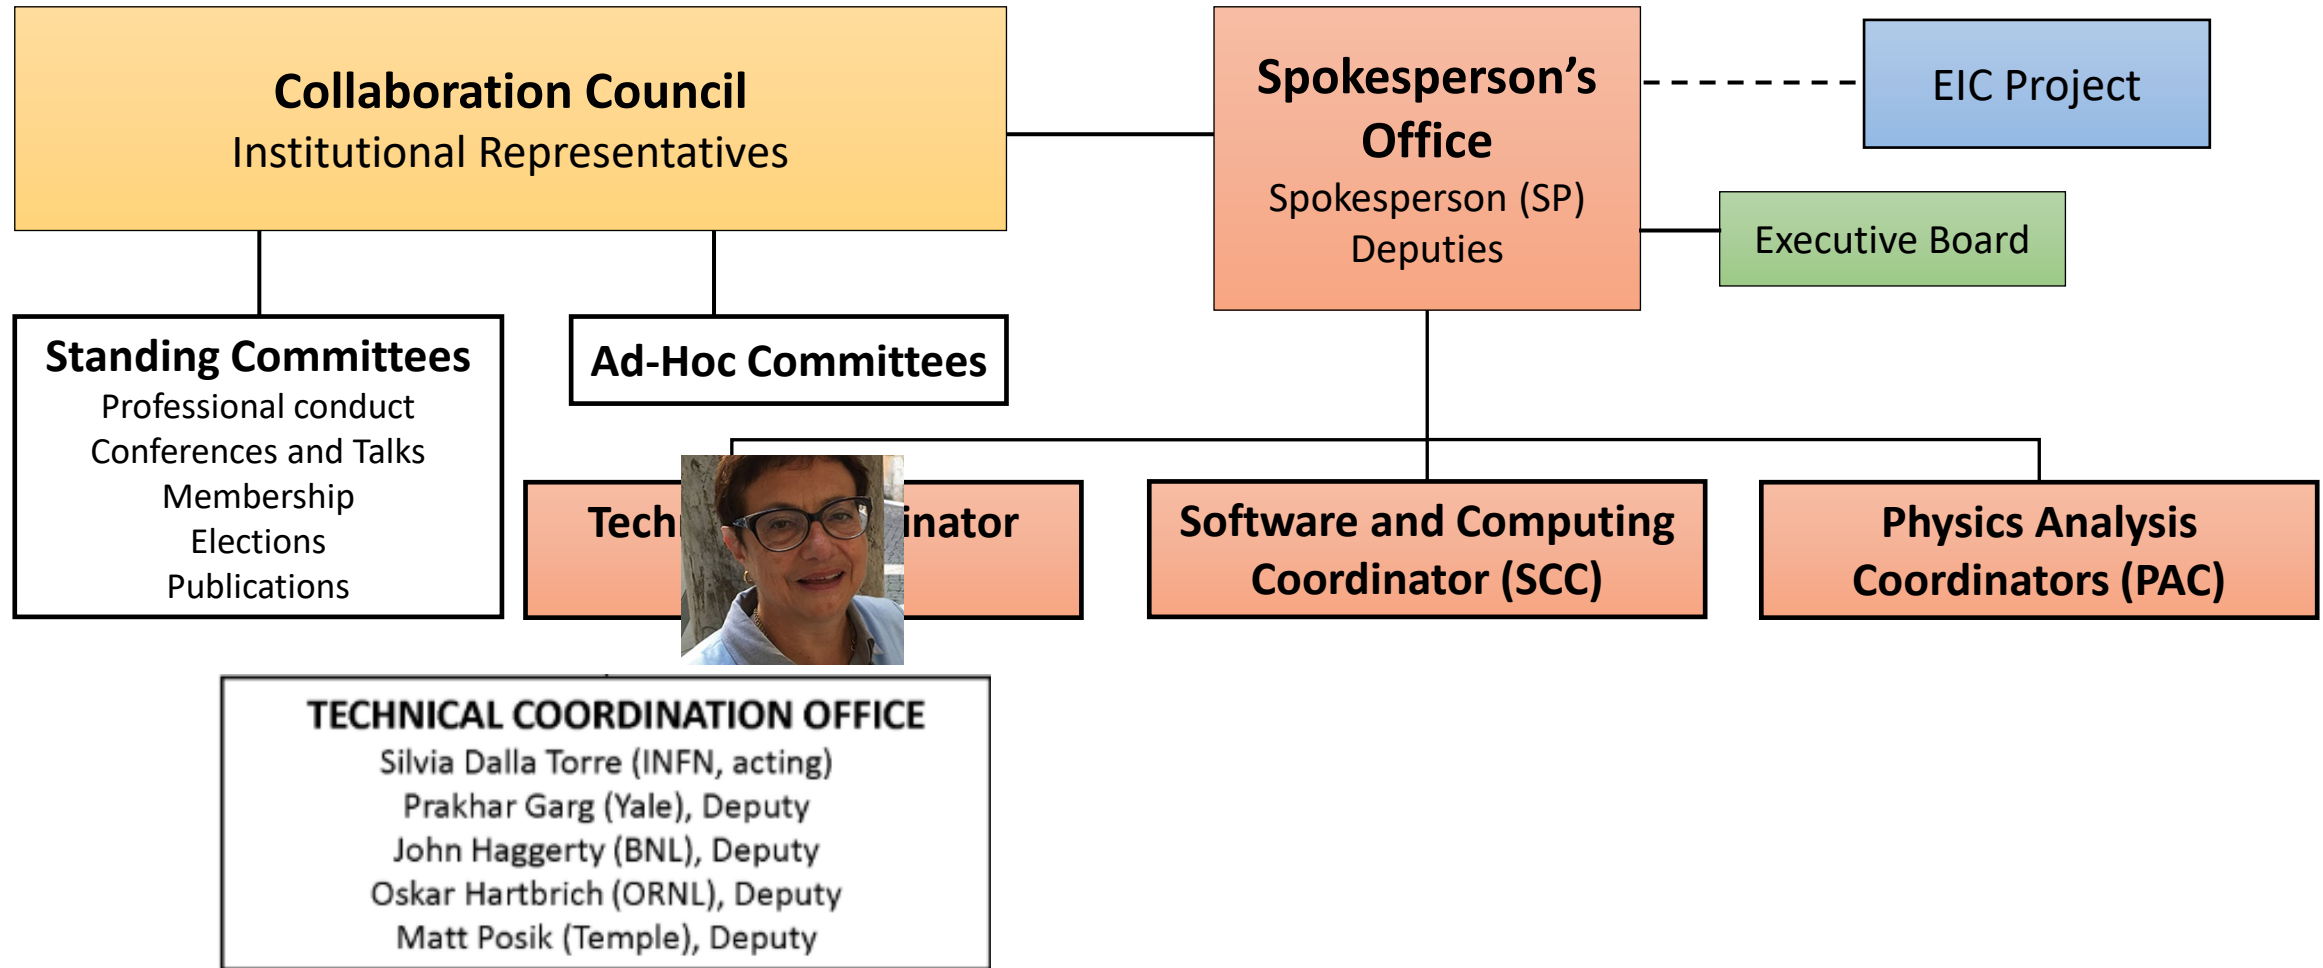 Collaboration Council
Institutional Representatives
Spokesperson's
Office
Spokesperson (SP)
Deputies
EIC Project
Executive Board
Standing Committees
Professional conduct
Conferences and Talks
Membership
Elections
Publications
Ad-Hoc Committees
Software and Computing
Coordinator (SCC)
Physics Analysis
Coordinators (PAC)
TECHNICAL COORDINATION OFFICE
Silvia Dalla Torre (INFN, acting)
Prakhar Garg (Yale), Deputy
John Haggerty (BNL), Deputy
Oskar Hartbrich (ORNL), Deputy
Matt Posik (Temple), Deputy